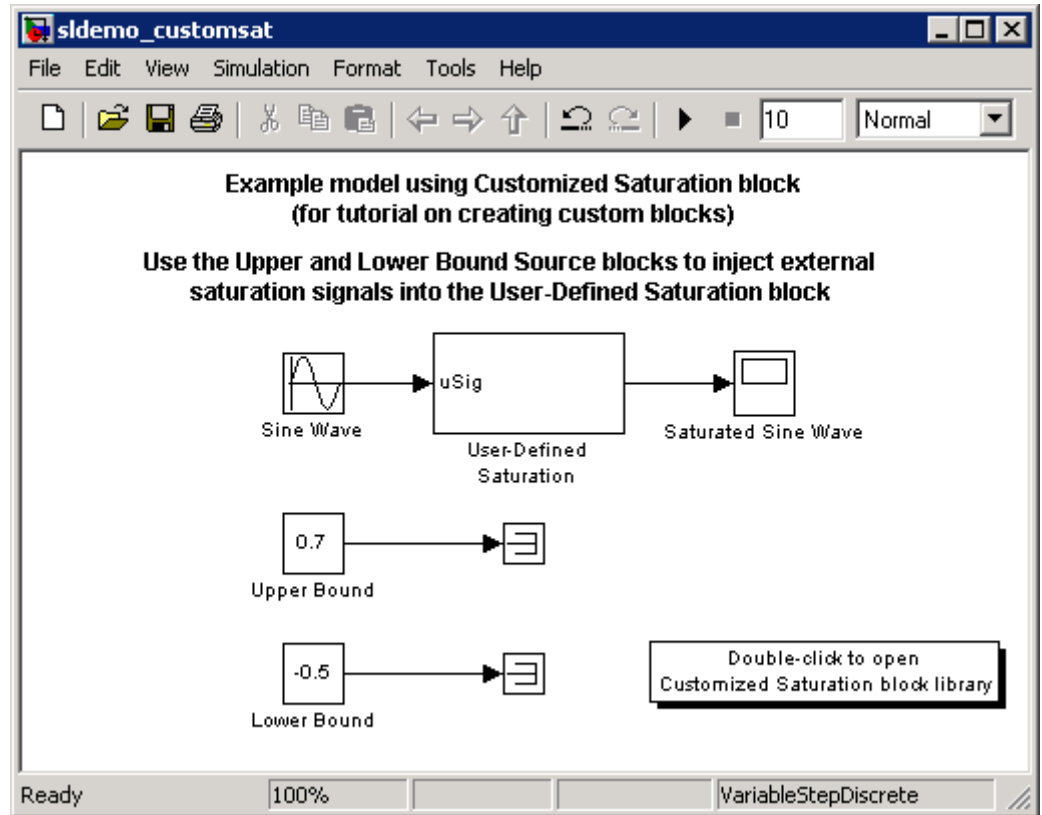 sldemo_customsat
File Edit View Simulation Format Tools Help
10 Normal
Example model using Customized Saturation block
(for tutorial on creating custom blocks)
Use the Upper and Lower Bound Source blocks to inject external
saturation signals into the User-Defined Saturation block
uSig
Sine Wave
User-Defined
Saturation
Saturated Sine Wave
0.7
Upper Bound
-0.5
Lower Bound
Double-click to open
Customized Saturation block library
Ready 100% VariableStepDiscrete